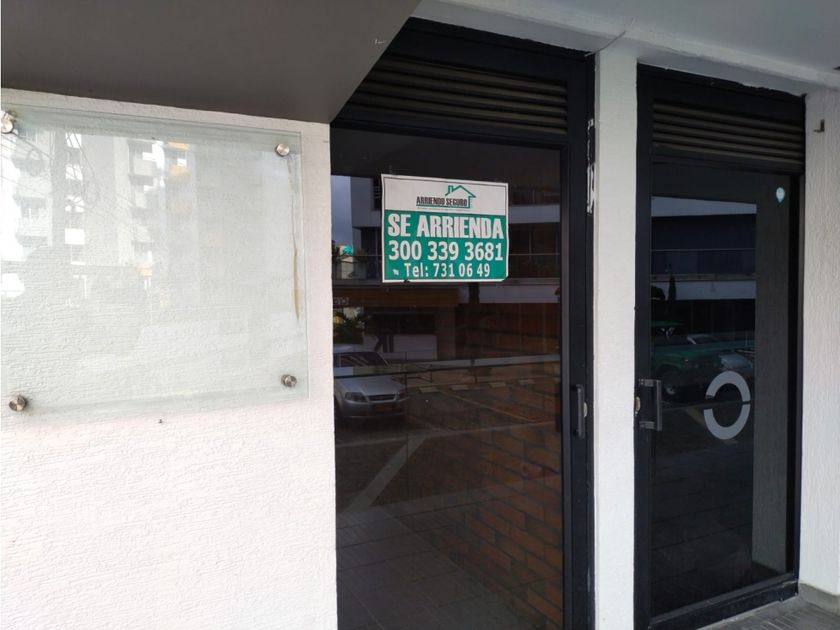 ARRIENDO SEGURO
SE ARRIENDA
300 339 3681
Tel: 731 06 49